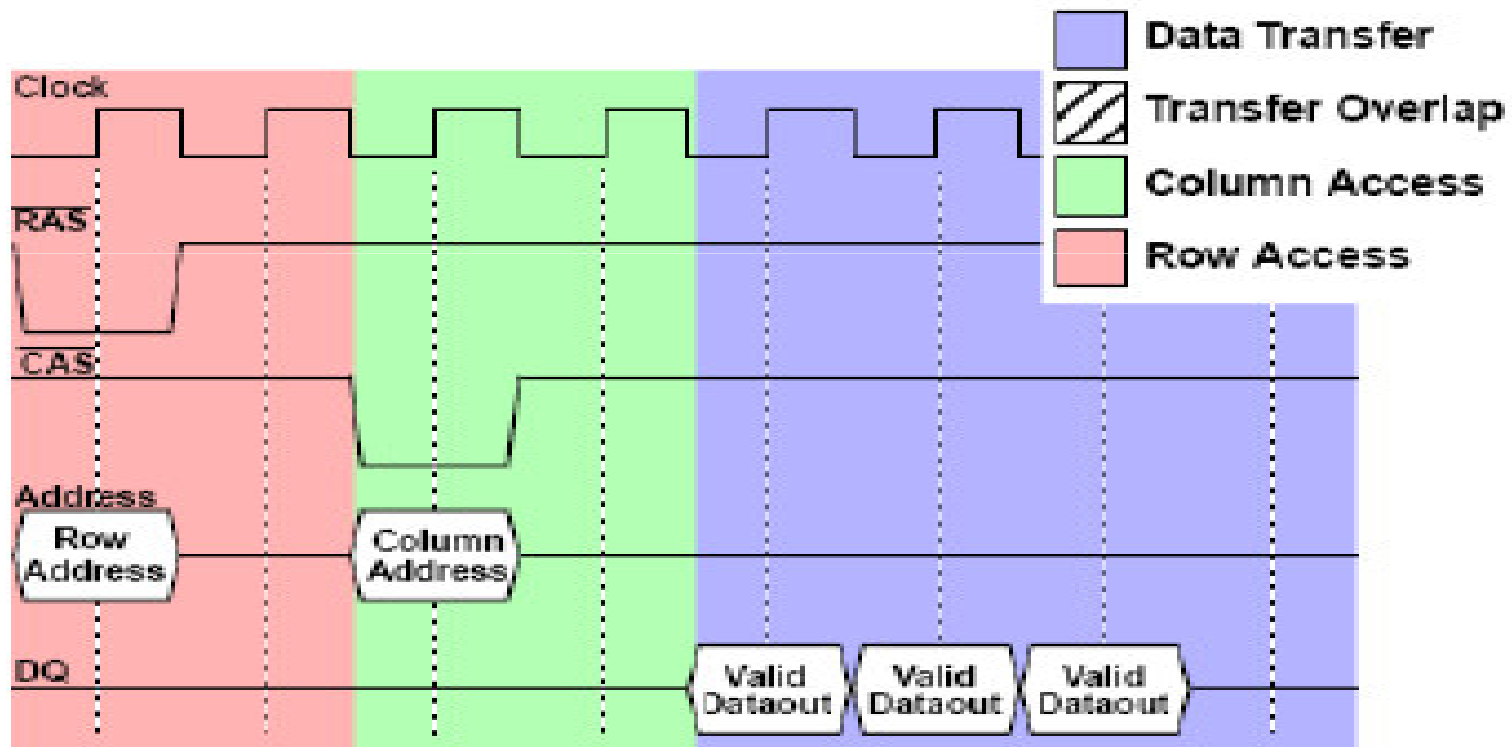 Data Transfer
Transfer Overlap
Column Access
Row Access
Clock
RAS
CAS
Address
Row
Address
Column
Address
DQ
Valid
Dataout
Valid
Dataout
Valid
Dataout